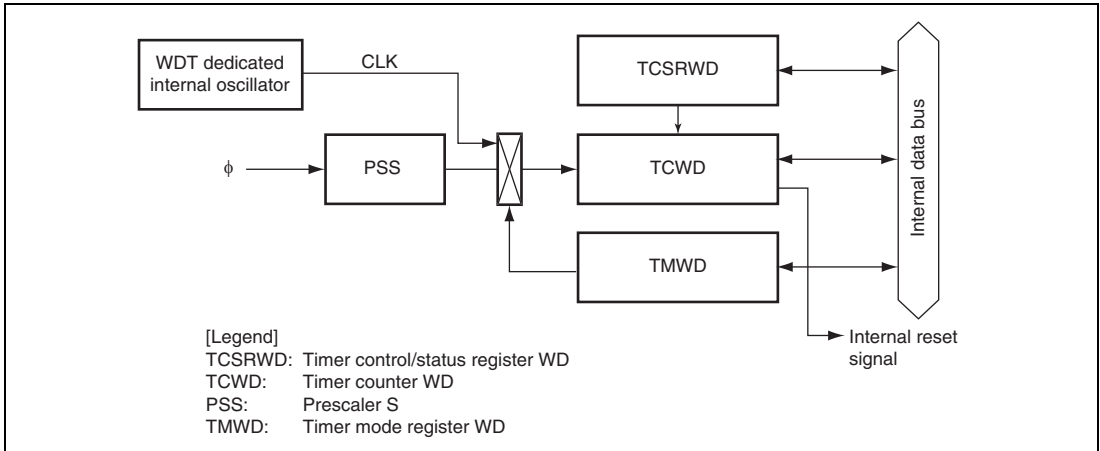 WDT dedicated
internal oscillator
CLK
TCSRWD
φ
PSS
TCWD
TMWD
Internal data bus
Internal reset
signal
[Legend]
TCSRWD: Timer control/status register WD
TCWD: Timer counter WD
PSS: Prescaler S
TMWD: Timer mode register WD